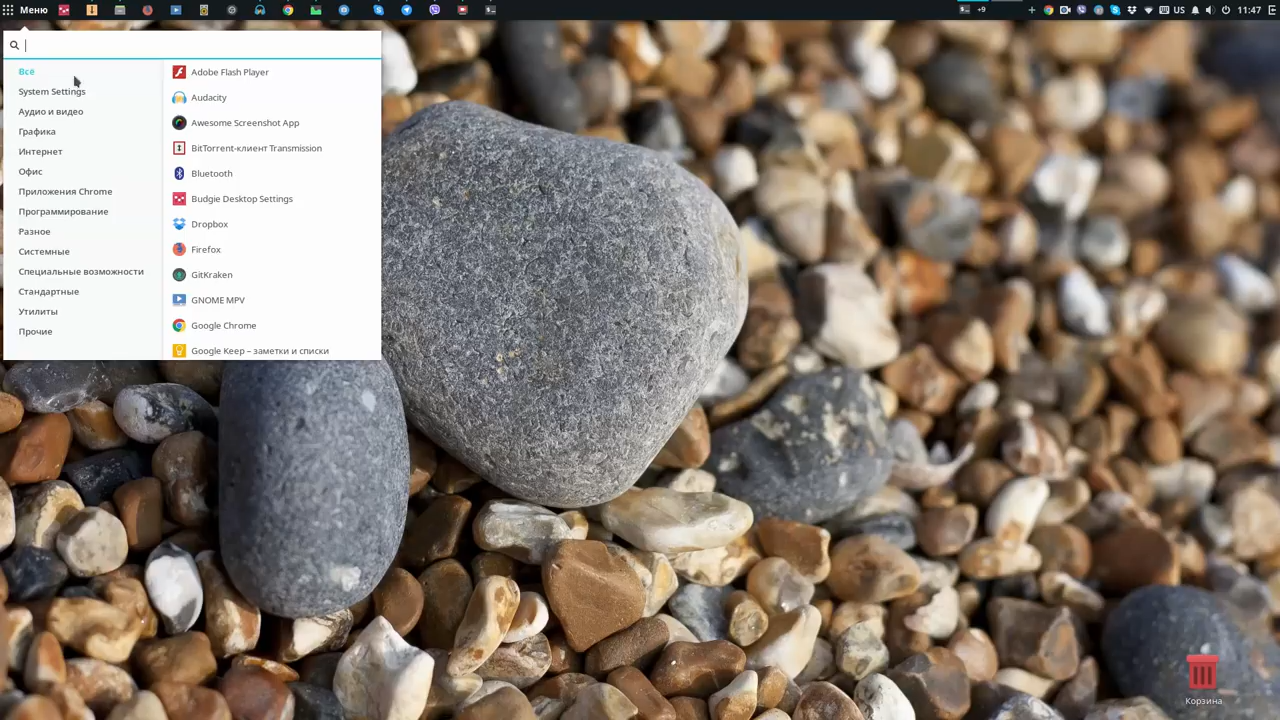 Меню
+9
US
11:47
Все
System Settings
Аудио и видео
Графика
Интернет
Офис
Приложения Chrome
Программирование
Разное
Системные
Специальные возможности
Стандартные
Утилиты
Прочие
Adobe Flash Player
Audacity
Awesome Screenshot App
BitTorrent-клиент Transmission
Bluetooth
Budgie Desktop Settings
Dropbox
Firefox
GitKraken
GNOME MPV
Google Chrome
Google Keep – заметки и списки
Корзина